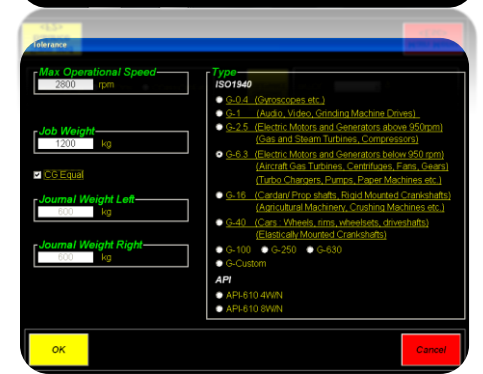 Tolerance
Max Operational Speed
2800 rpm
Job Weight
1200 kg
CG Equal
Journal Weight Left
600 kg
Journal Weight Right
600 kg
Type
ISO1940
G-0.4 (Gyroscopes etc.)
G-1 (Audio, Video, Grinding Machine Drives)
G-2.5 (Electric Motors and Generators above 950rpm)
(Gas and Steam Turbines, Compressors)
G-6.3 (Electric Motors and Generators below 950 rpm)
(Aircraft Gas Turbines, Centrifuges, Fans, Gears)
(Turbo Chargers, Pumps, Paper Machines etc.)
G-16 (Cardan/Prop shafts, Rigid Mounted Crankshafts)
(Agricultural Machinery, Crushing Machines etc.)
G-40 (Cars : Wheels, rims, wheelsets, driveshafts)
(Elastically Mounted Crankshafts)
G-100 G-250 G-630
G-Custom
API
API-610 4W/N
API-610 8W/N
OK
Cancel